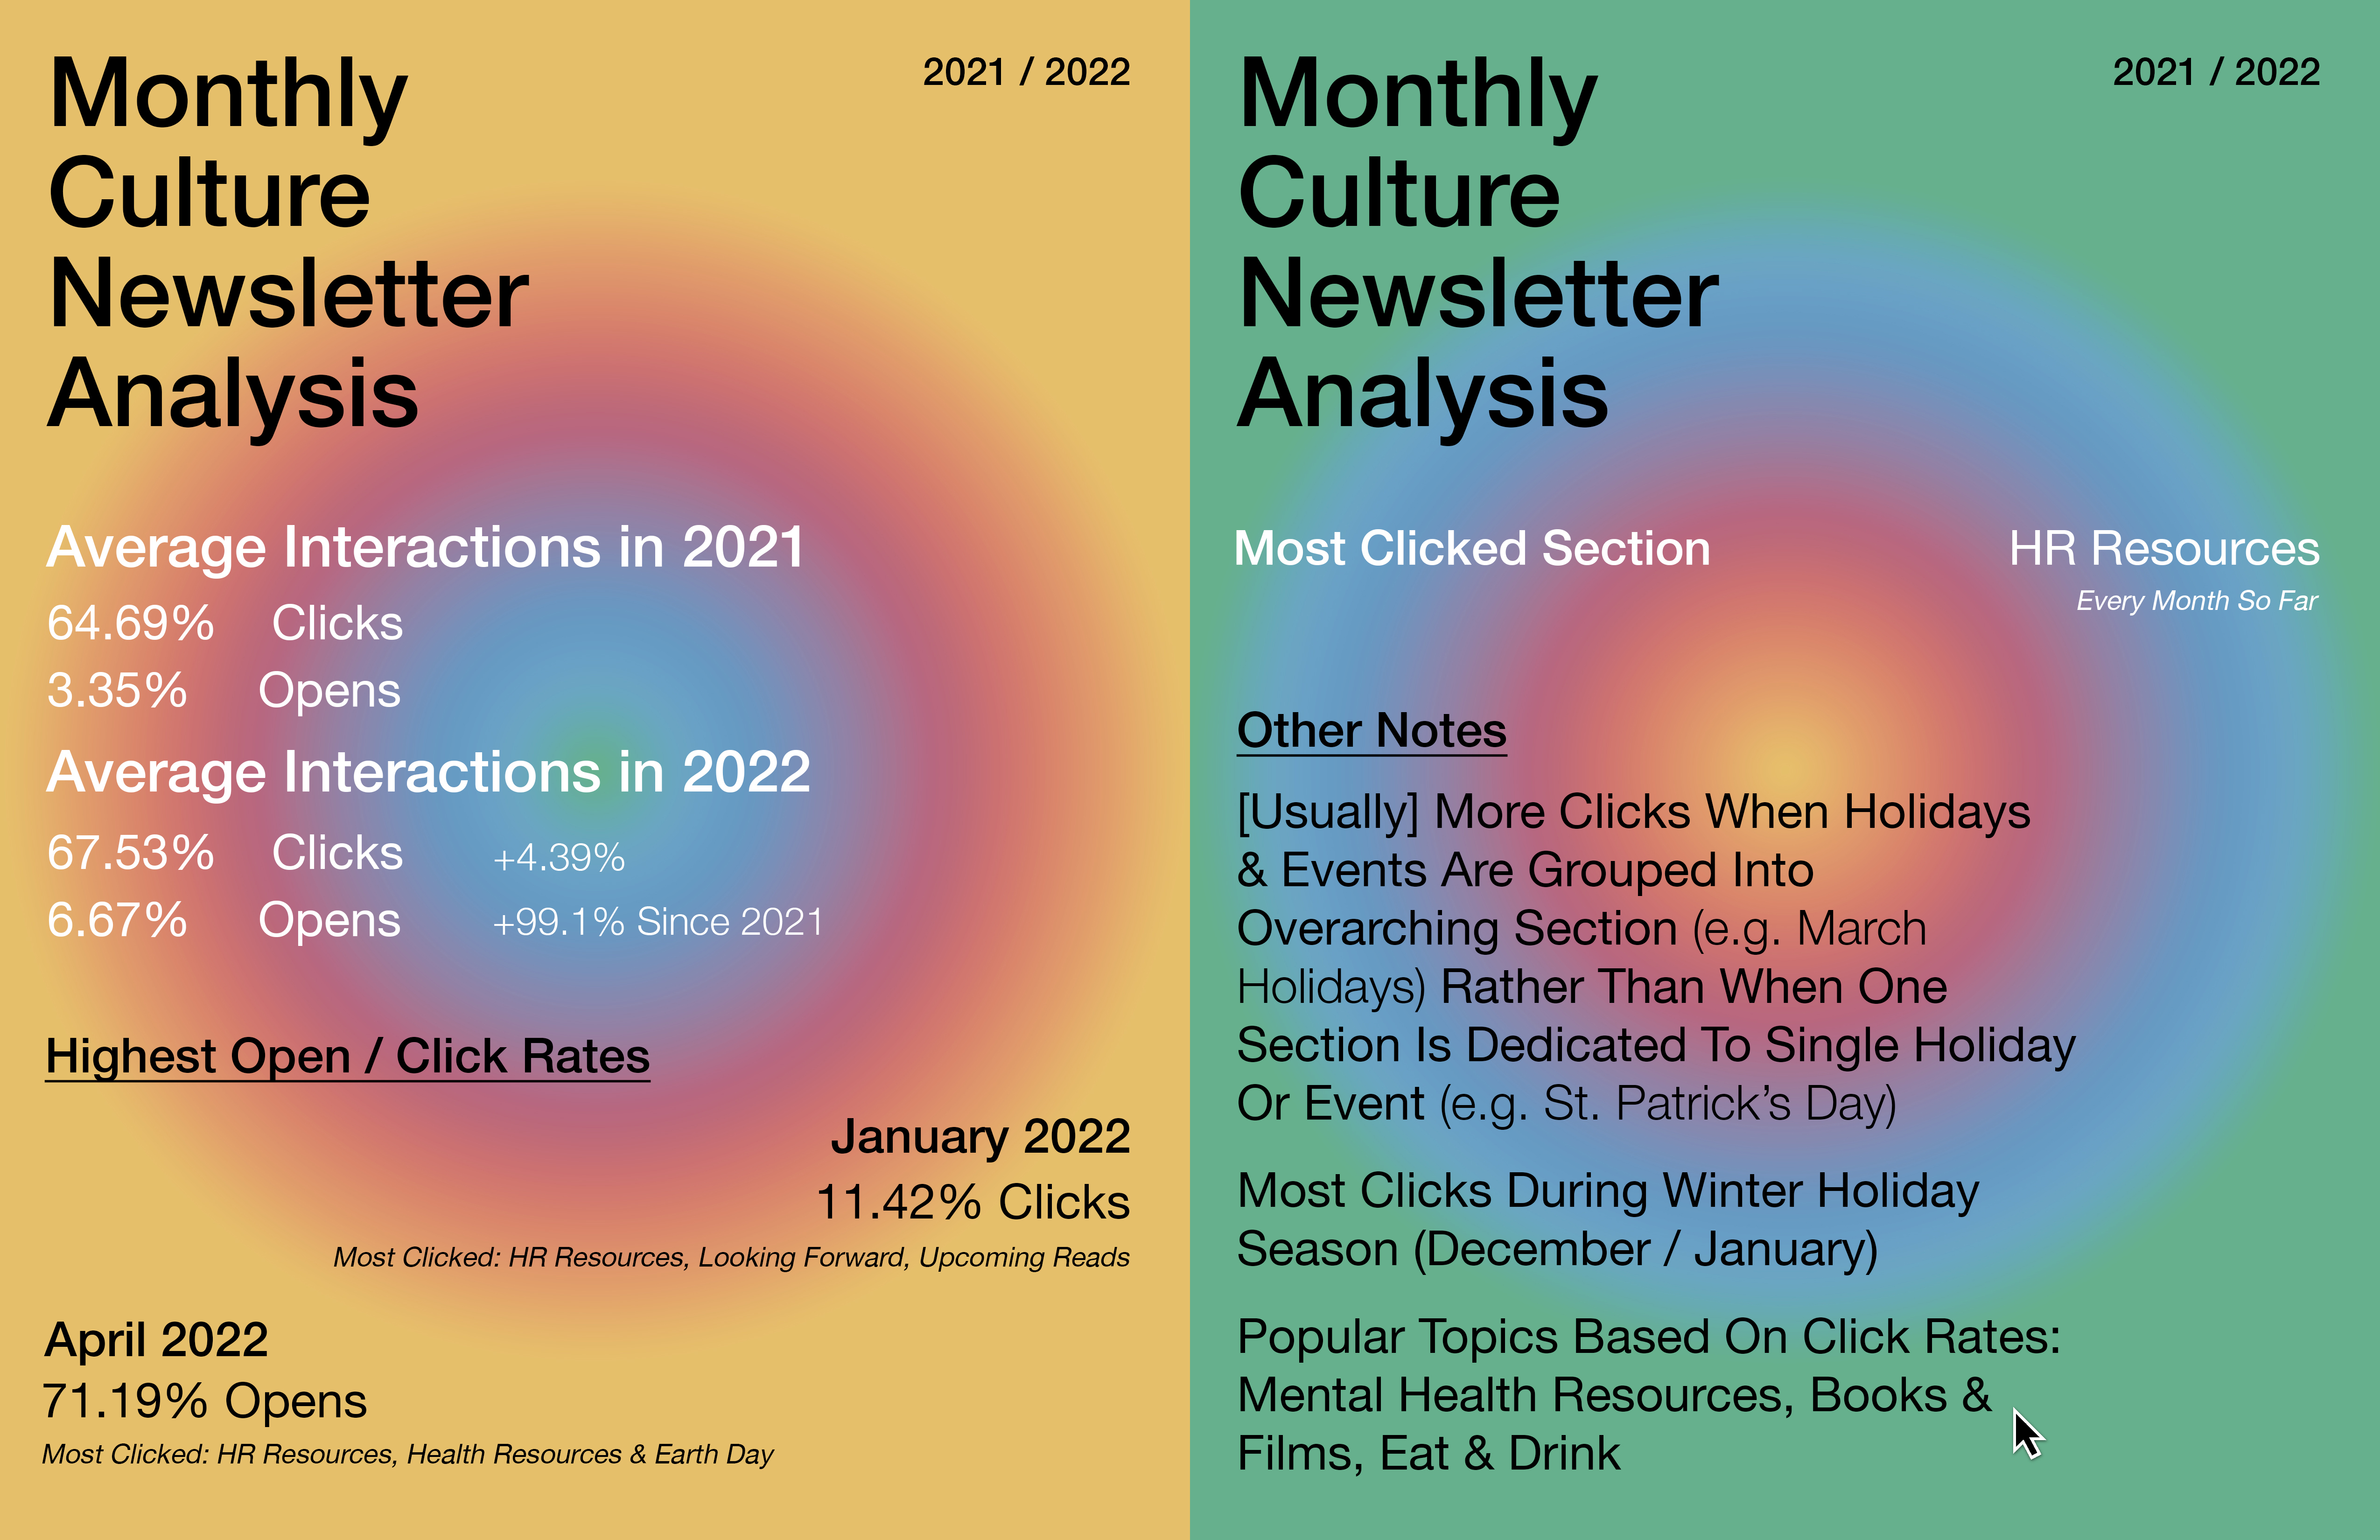 Monthly
Culture
Newsletter
Analysis
2021 / 2022
Average Interactions in 2021
64.69% Clicks
3.35% Opens
Average Interactions in 2022
67.53% Clicks +4.39%
6.67% Opens +99.1% Since 2021
Highest Open / Click Rates
January 2022
11.42% Clicks
Most Clicked: HR Resources, Looking Forward, Upcoming Reads
April 2022
71.19% Opens
Most Clicked: HR Resources, Health Resources & Earth Day
Monthly
Culture
Newsletter
Analysis
2021 / 2022
Most Clicked Section HR Resources
Every Month So Far
Other Notes
[Usually] More Clicks When Holidays
& Events Are Grouped Into
Overarching Section (e.g. March
Holidays) Rather Than When One
Section Is Dedicated To Single Holiday
Or Event (e.g. St. Patrick’s Day)
Most Clicks During Winter Holiday
Season (December / January)
Popular Topics Based On Click Rates:
Mental Health Resources, Books &
Films, Eat & Drink